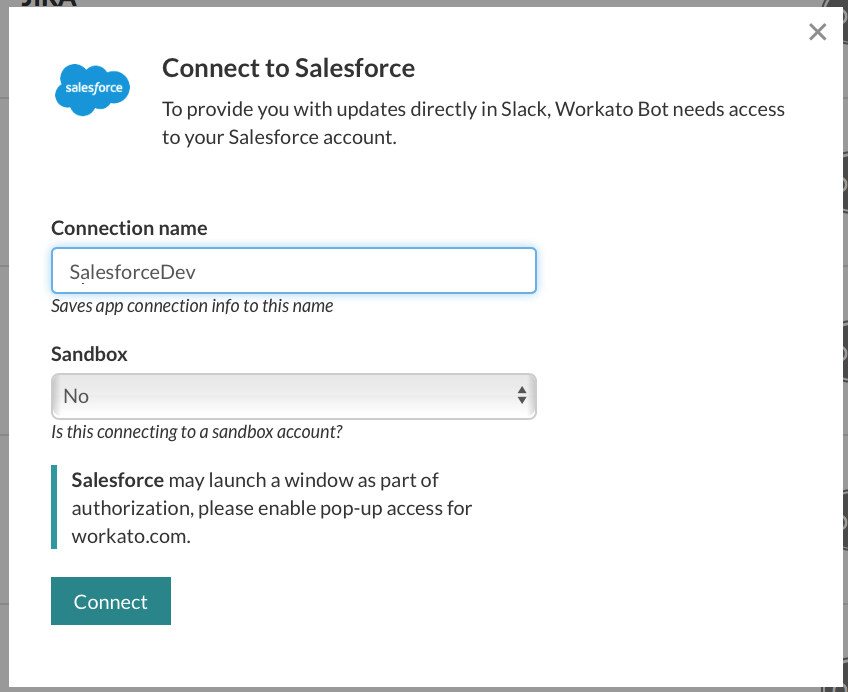 JIRA
salesforce
Connect to Salesforce
To provide you with updates directly in Slack, Workato Bot needs access
to your Salesforce account.
Connection name
SalesforceDev
Saves app connection info to this name
Sandbox
No
Is this connecting to a sandbox account?
Salesforce may launch a window as part of
authorization, please enable pop-up access for
workato.com.
Connect